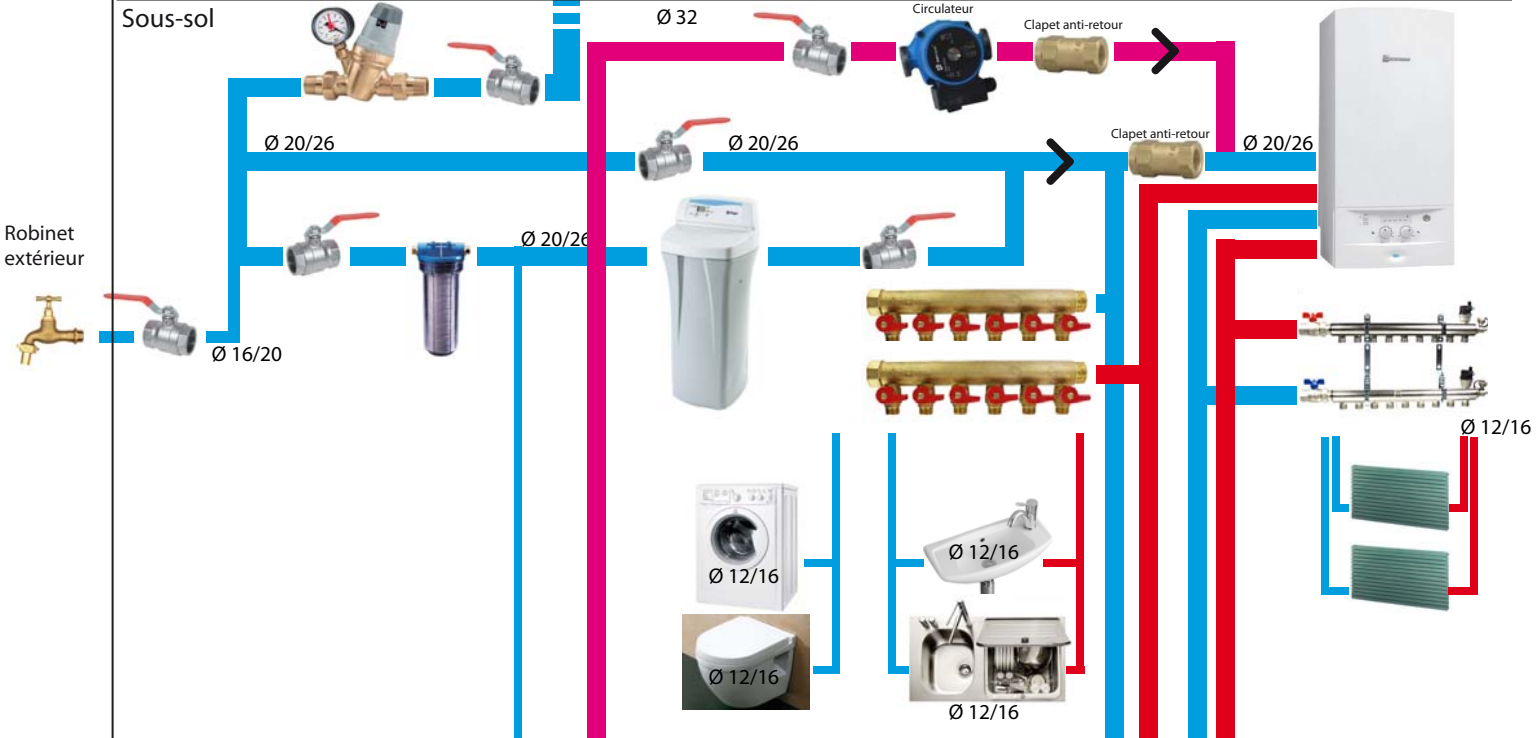 Sous-sol
Ø 32
Circulateur
Clapet anti-retour
Ø 20/26
Ø 20/26
Clapet anti-retour
Ø 20/26
Robinet
extérieur
Ø 20/26
Ø 16/20
Ø 12/16
Ø 12/16
Ø 12/16
Ø 12/16
Ø 12/16